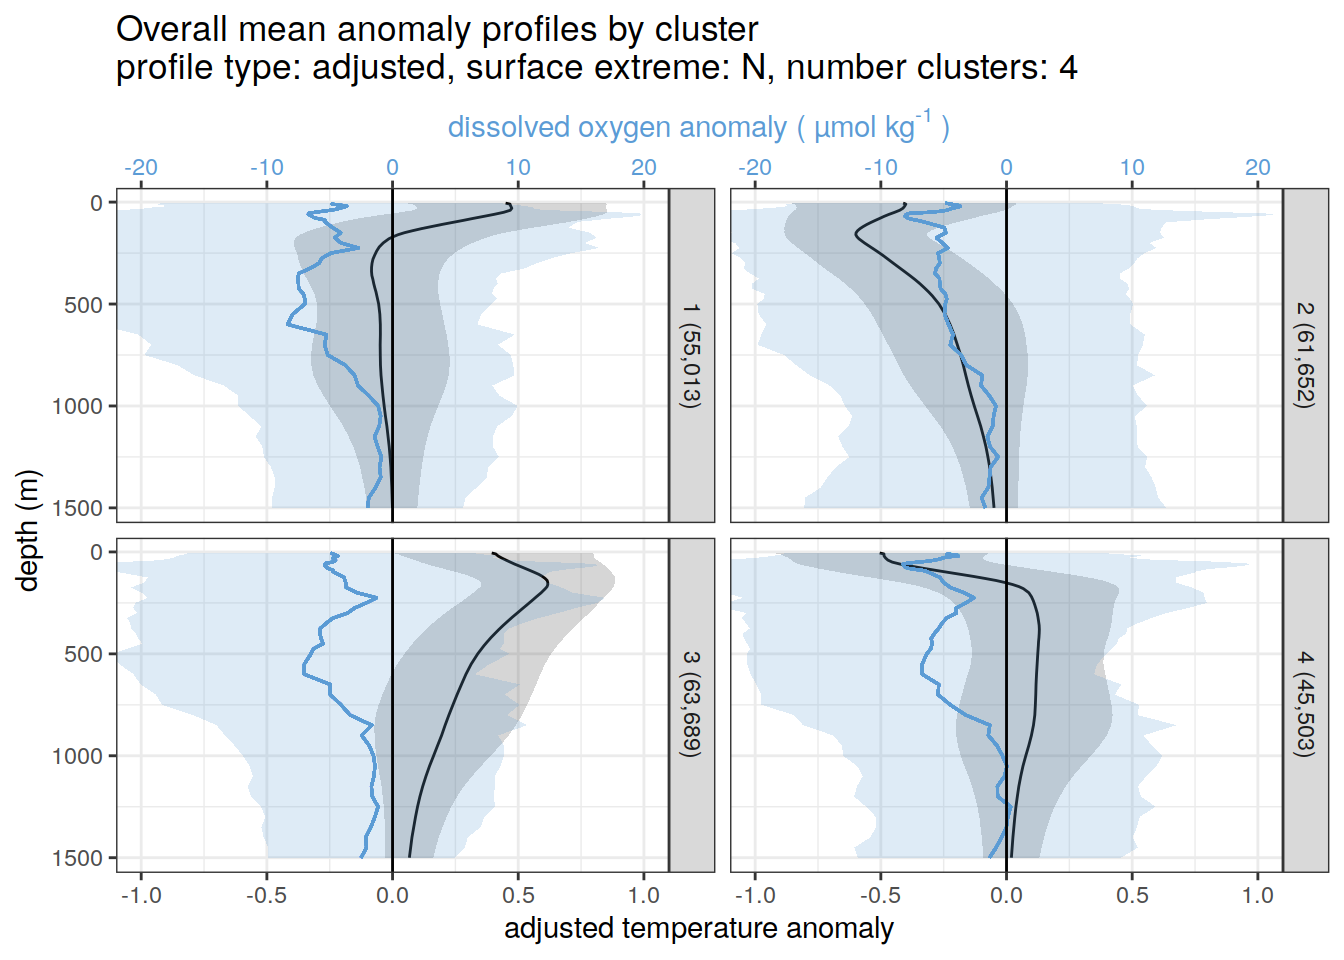 Overall mean anomaly profiles by cluster
profile type: adjusted, surface extreme: N, number clusters: 4
dissolved oxygen anomaly ( µmol kg⁻¹ )
-20 -10 0 10 20 -20 -10 0 10 20
0
500
1000
1500
1 (55,013)
2 (61,652)
depth (m)
0
500
1000
1500
3 (63,689)
4 (45,503)
-1.0 -0.5 0.0 0.5 1.0 -1.0 -0.5 0.0 0.5 1.0
adjusted temperature anomaly